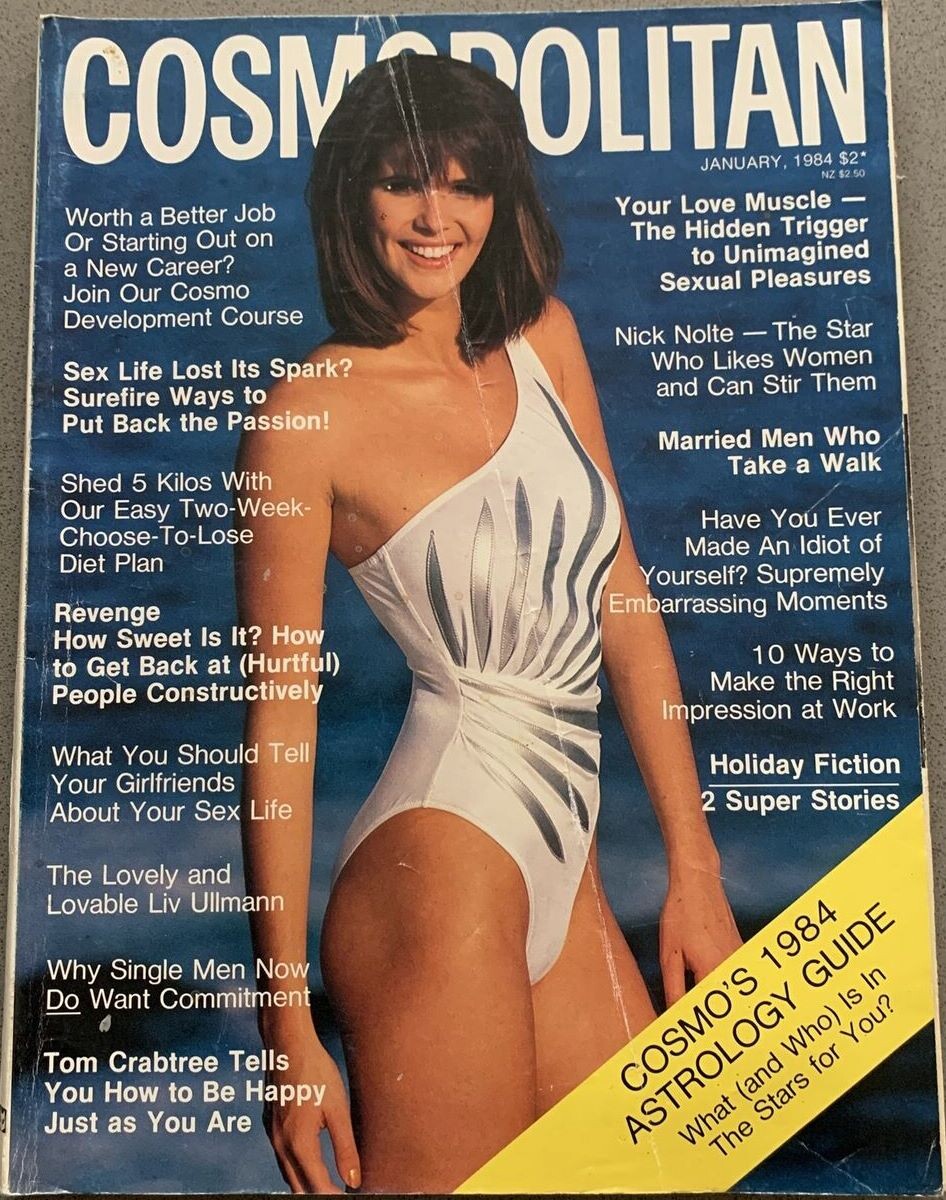 COSMOPOLITAN
JANUARY, 1984 $2*
NZ $2.50
Worth a Better Job
Or Starting Out on
a New Career?
Join Our Cosmo
Development Course
Sex Life Lost Its Spark?
Surefire Ways to
Put Back the Passion!
Shed 5 Kilos With
Our Easy Two-Week-
Choose-To-Lose
Diet Plan
Revenge
How Sweet Is It? How
to Get Back at (Hurtful)
People Constructively
What You Should Tell
Your Girlfriends
About Your Sex Life
The Lovely and
Lovable Liv Ullmann
Why Single Men Now
Do Want Commitment
Tom Crabtree Tells
You How to Be Happy
Just as You Are
Your Love Muscle —
The Hidden Trigger
to Unimagined
Sexual Pleasures
Nick Nolte — The Star
Who Likes Women
and Can Stir Them
Married Men Who
Take a Walk
Have You Ever
Made An Idiot of
Yourself? Supremely
Embarrassing Moments
10 Ways to
Make the Right
Impression at Work
Holiday Fiction
2 Super Stories
COSMO'S 1984
ASTROLOGY GUIDE
What (and Who) Is In
The Stars for You?